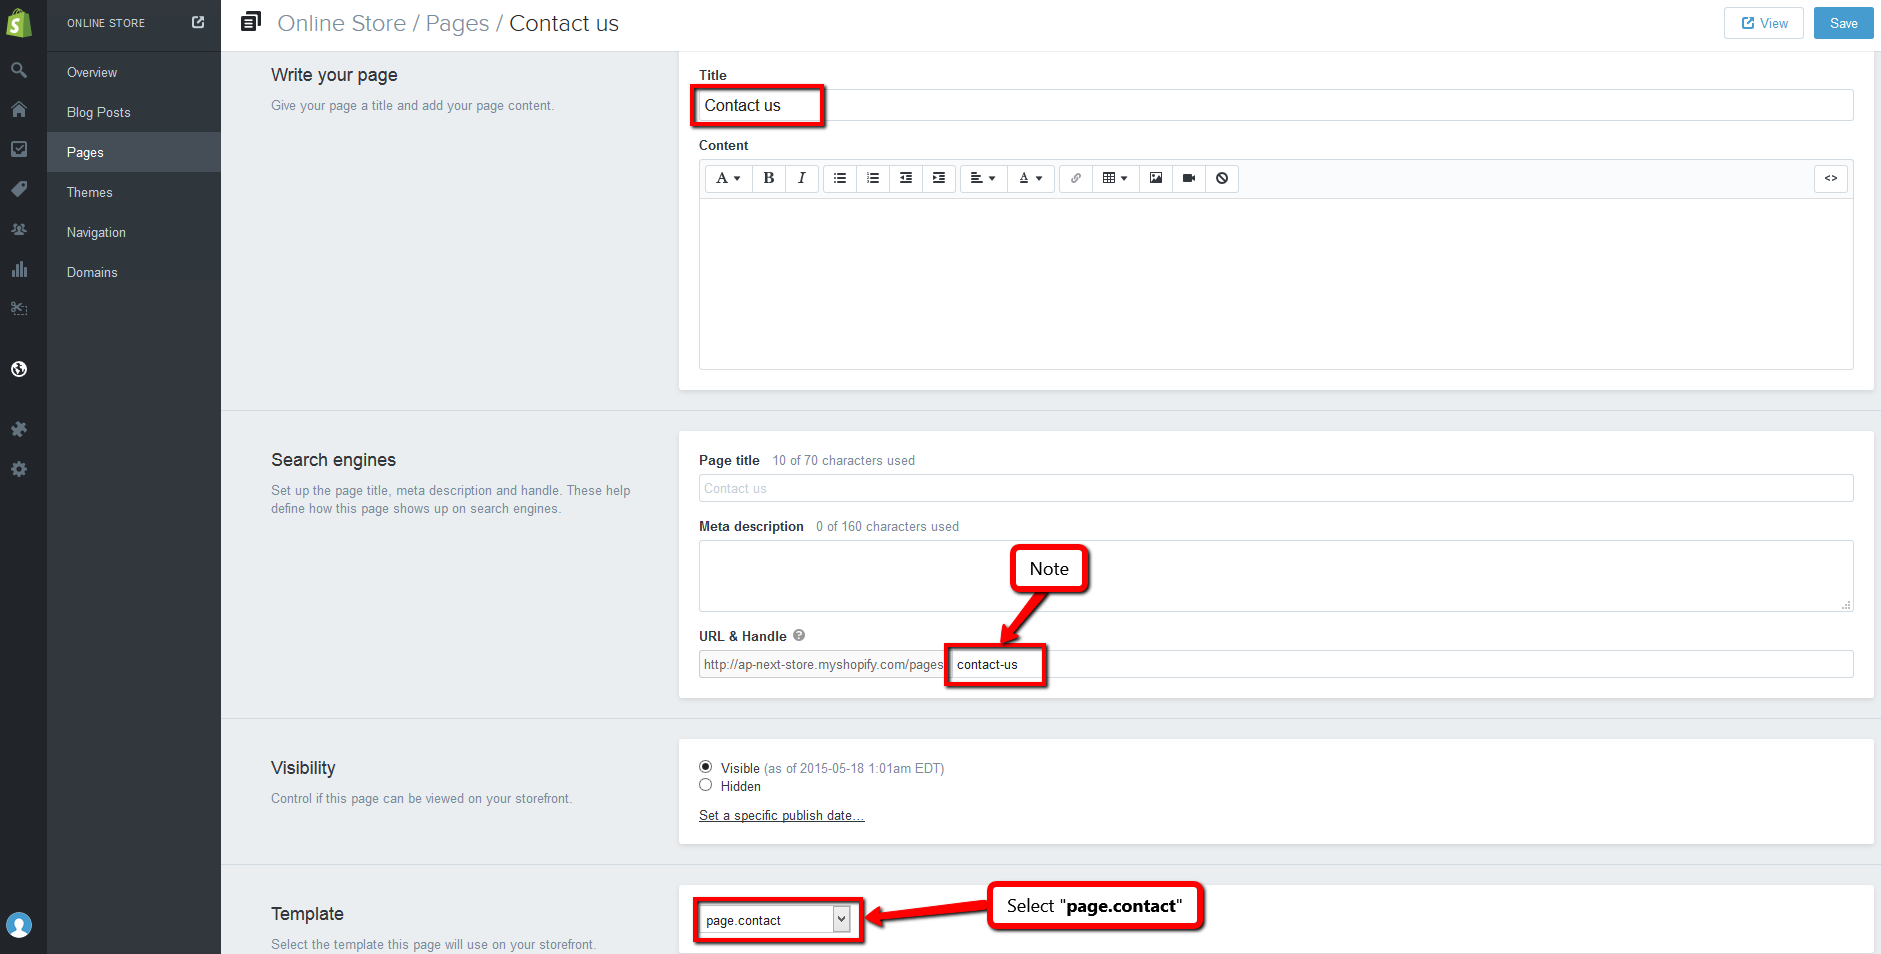 ONLINE STORE
Overview
Blog Posts
Pages
Themes
Navigation
Domains
Online Store / Pages / Contact us
View
Save
Write your page
Give your page a title and add your page content.
Title
Contact us
Content
A
B
I
A
<>
Search engines
Set up the page title, meta description and handle. These help
define how this page shows up on search engines.
Page title 10 of 70 characters used
Contact us
Meta description 0 of 160 characters used
Note
URL & Handle ?
http://ap-next-store.myshopify.com/pages
contact-us
Visibility
Control if this page can be viewed on your storefront.
Visible (as of 2015-05-18 1:01am EDT)
Hidden
Set a specific publish date...
Template
Select the template this page will use on your storefront.
page.contact
Select "page.contact"